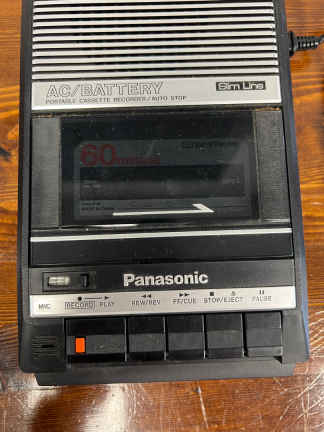 AC/BATTERY
Slim Line
PORTABLE CASSETTE RECORDER/AUTO STOP
60
Panasonic
MIC RECORD PLAY REW/REV FF/CUE STOP/EJECT PAUSE